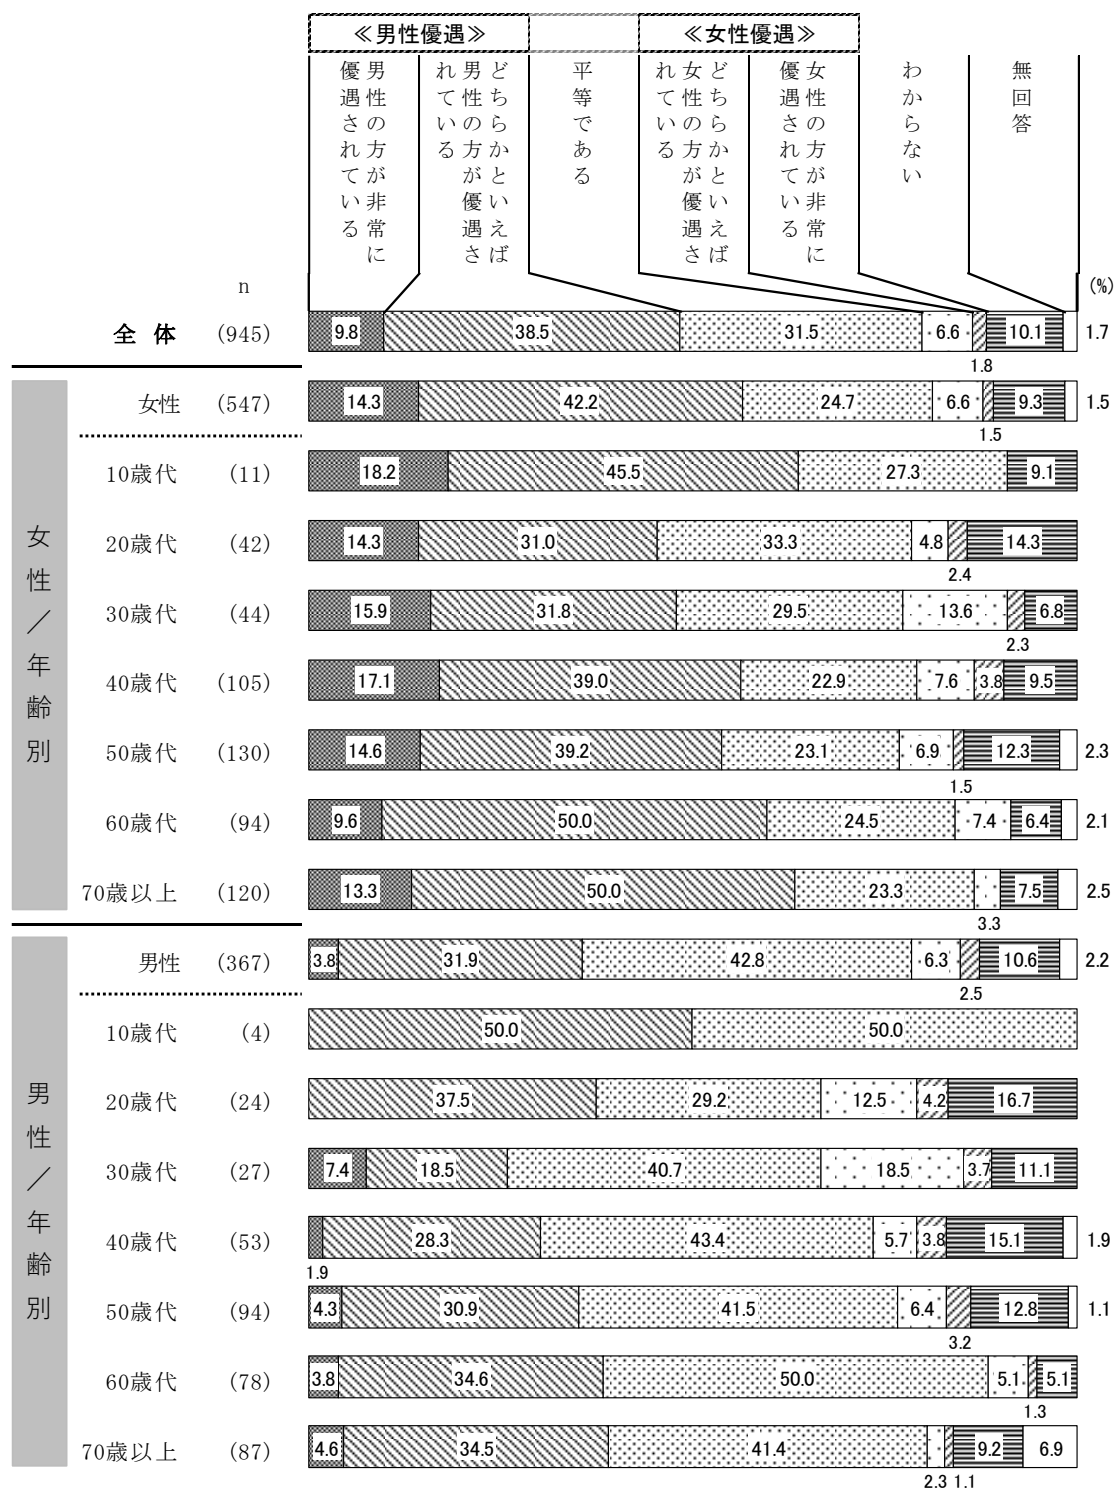 ≪男性優遇≫ ≪女性優遇≫
男性の方が非常に優遇されている
どちらかといえば男性の方が優遇されている
平等である
どちらかといえば女性の方が優遇されている
女性の方が非常に優遇されている
わからない
無回答
n (%)
全体 (945) 9.8 38.5 31.5 6.6 10.1 1.7
1.8
女性 (547) 14.3 42.2 24.7 6.6 9.3 1.5
1.5
10歳代 (11) 18.2 45.5 27.3 9.1
20歳代 (42) 14.3 31.0 33.3 4.8 14.3
2.4
30歳代 (44) 15.9 31.8 29.5 13.6 6.8
2.3
40歳代 (105) 17.1 39.0 22.9 7.6 3.8 9.5
50歳代 (130) 14.6 39.2 23.1 6.9 12.3 2.3
1.5
60歳代 (94) 9.6 50.0 24.5 7.4 6.4 2.1
70歳以上 (120) 13.3 50.0 23.3 7.5 2.5
3.3
女性／年齢別
男性 (367) 3.8 31.9 42.8 6.3 10.6 2.2
2.5
10歳代 (4) 50.0 50.0
20歳代 (24) 37.5 29.2 12.5 4.2 16.7
30歳代 (27) 7.4 18.5 40.7 18.5 3.7 11.1
40歳代 (53) 28.3 43.4 5.7 3.8 15.1 1.9
1.9
50歳代 (94) 4.3 30.9 41.5 6.4 12.8 1.1
3.2
60歳代 (78) 3.8 34.6 50.0 5.1 5.1
1.3
70歳以上 (87) 4.6 34.5 41.4 9.2 6.9
2.3 1.1
男性／年齢別